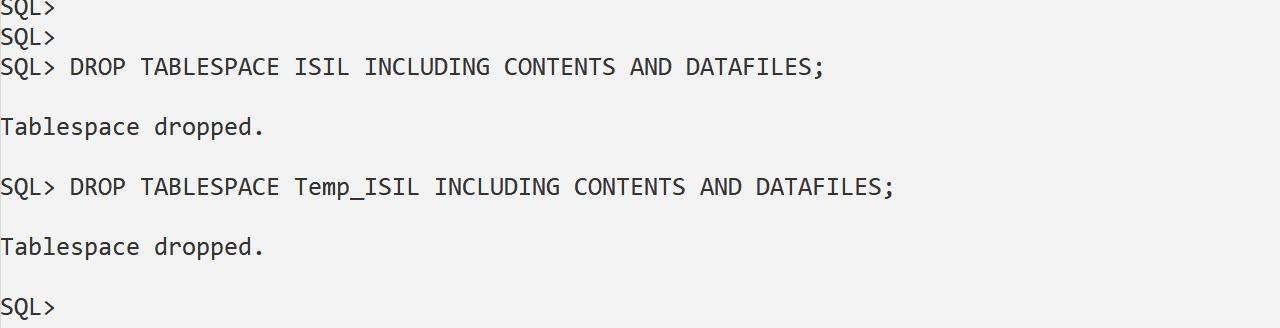 SQL>
SQL>
SQL> DROP TABLESPACE ISIL INCLUDING CONTENTS AND DATAFILES;
Tablespace dropped.
SQL> DROP TABLESPACE Temp_ISIL INCLUDING CONTENTS AND DATAFILES;
Tablespace dropped.
SQL>